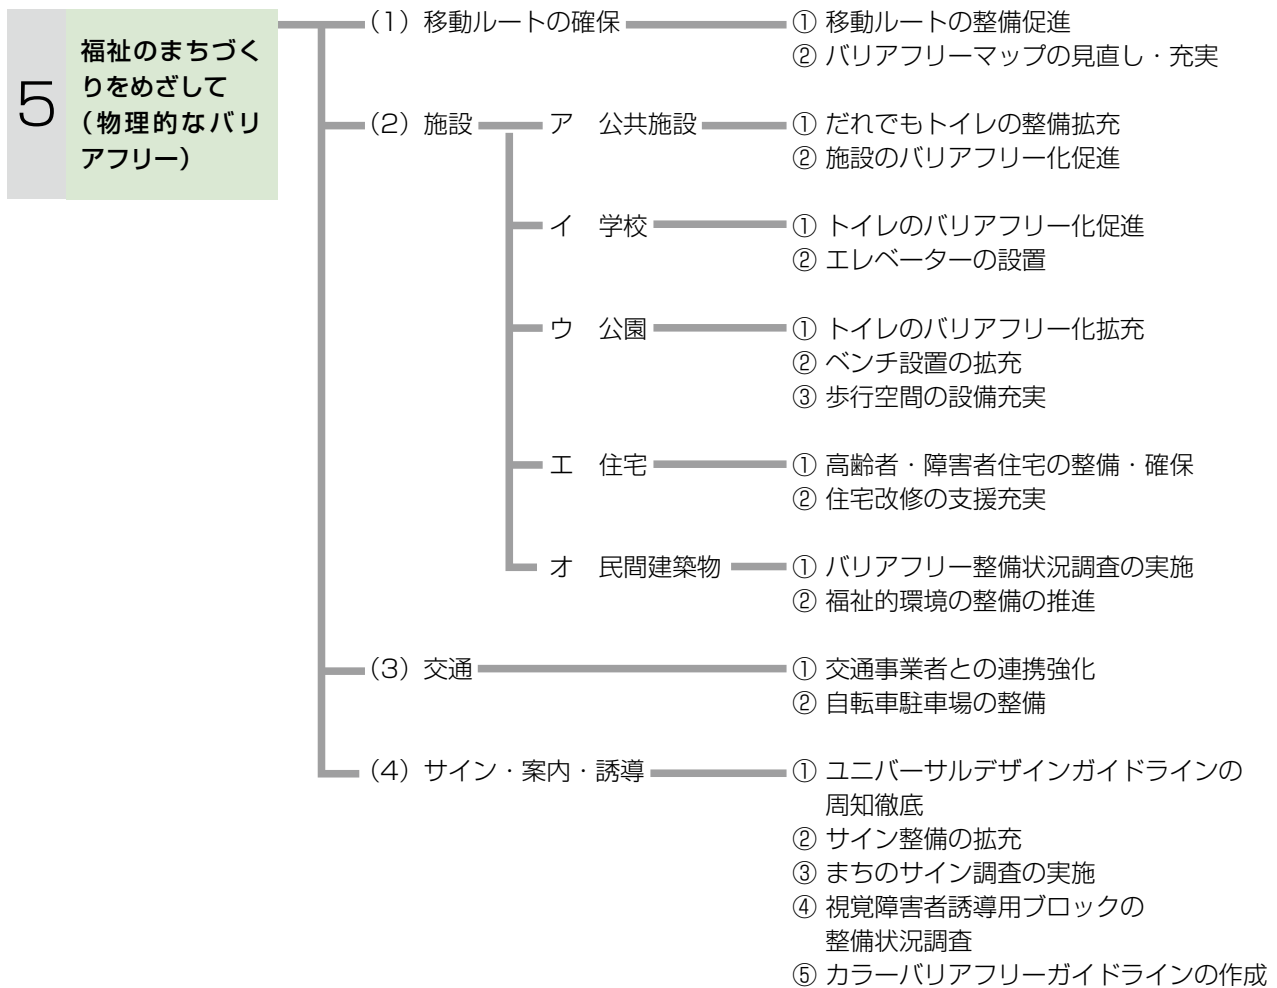 5
福祉のまちづく
りをめざして
（物理的なバリ
アフリー）
（1）移動ルートの確保
① 移動ルートの整備促進
② バリアフリーマップの見直し・充実
（2）施設
ア　公共施設
① だれでもトイレの整備拡充
② 施設のバリアフリー化促進
イ　学校
① トイレのバリアフリー化促進
② エレベーターの設置
ウ　公園
① トイレのバリアフリー化拡充
② ベンチ設置の拡充
③ 歩行空間の設備充実
エ　住宅
① 高齢者・障害者住宅の整備・確保
② 住宅改修の支援充実
オ　民間建築物
① バリアフリー整備状況調査の実施
② 福祉的環境の整備の推進
（3）交通
① 交通事業者との連携強化
② 自転車駐車場の整備
（4）サイン・案内・誘導
① ユニバーサルデザインガイドラインの
周知徹底
② サイン整備の拡充
③ まちのサイン調査の実施
④ 視覚障害者誘導用ブロックの
整備状況調査
⑤ カラーバリアフリーガイドラインの作成